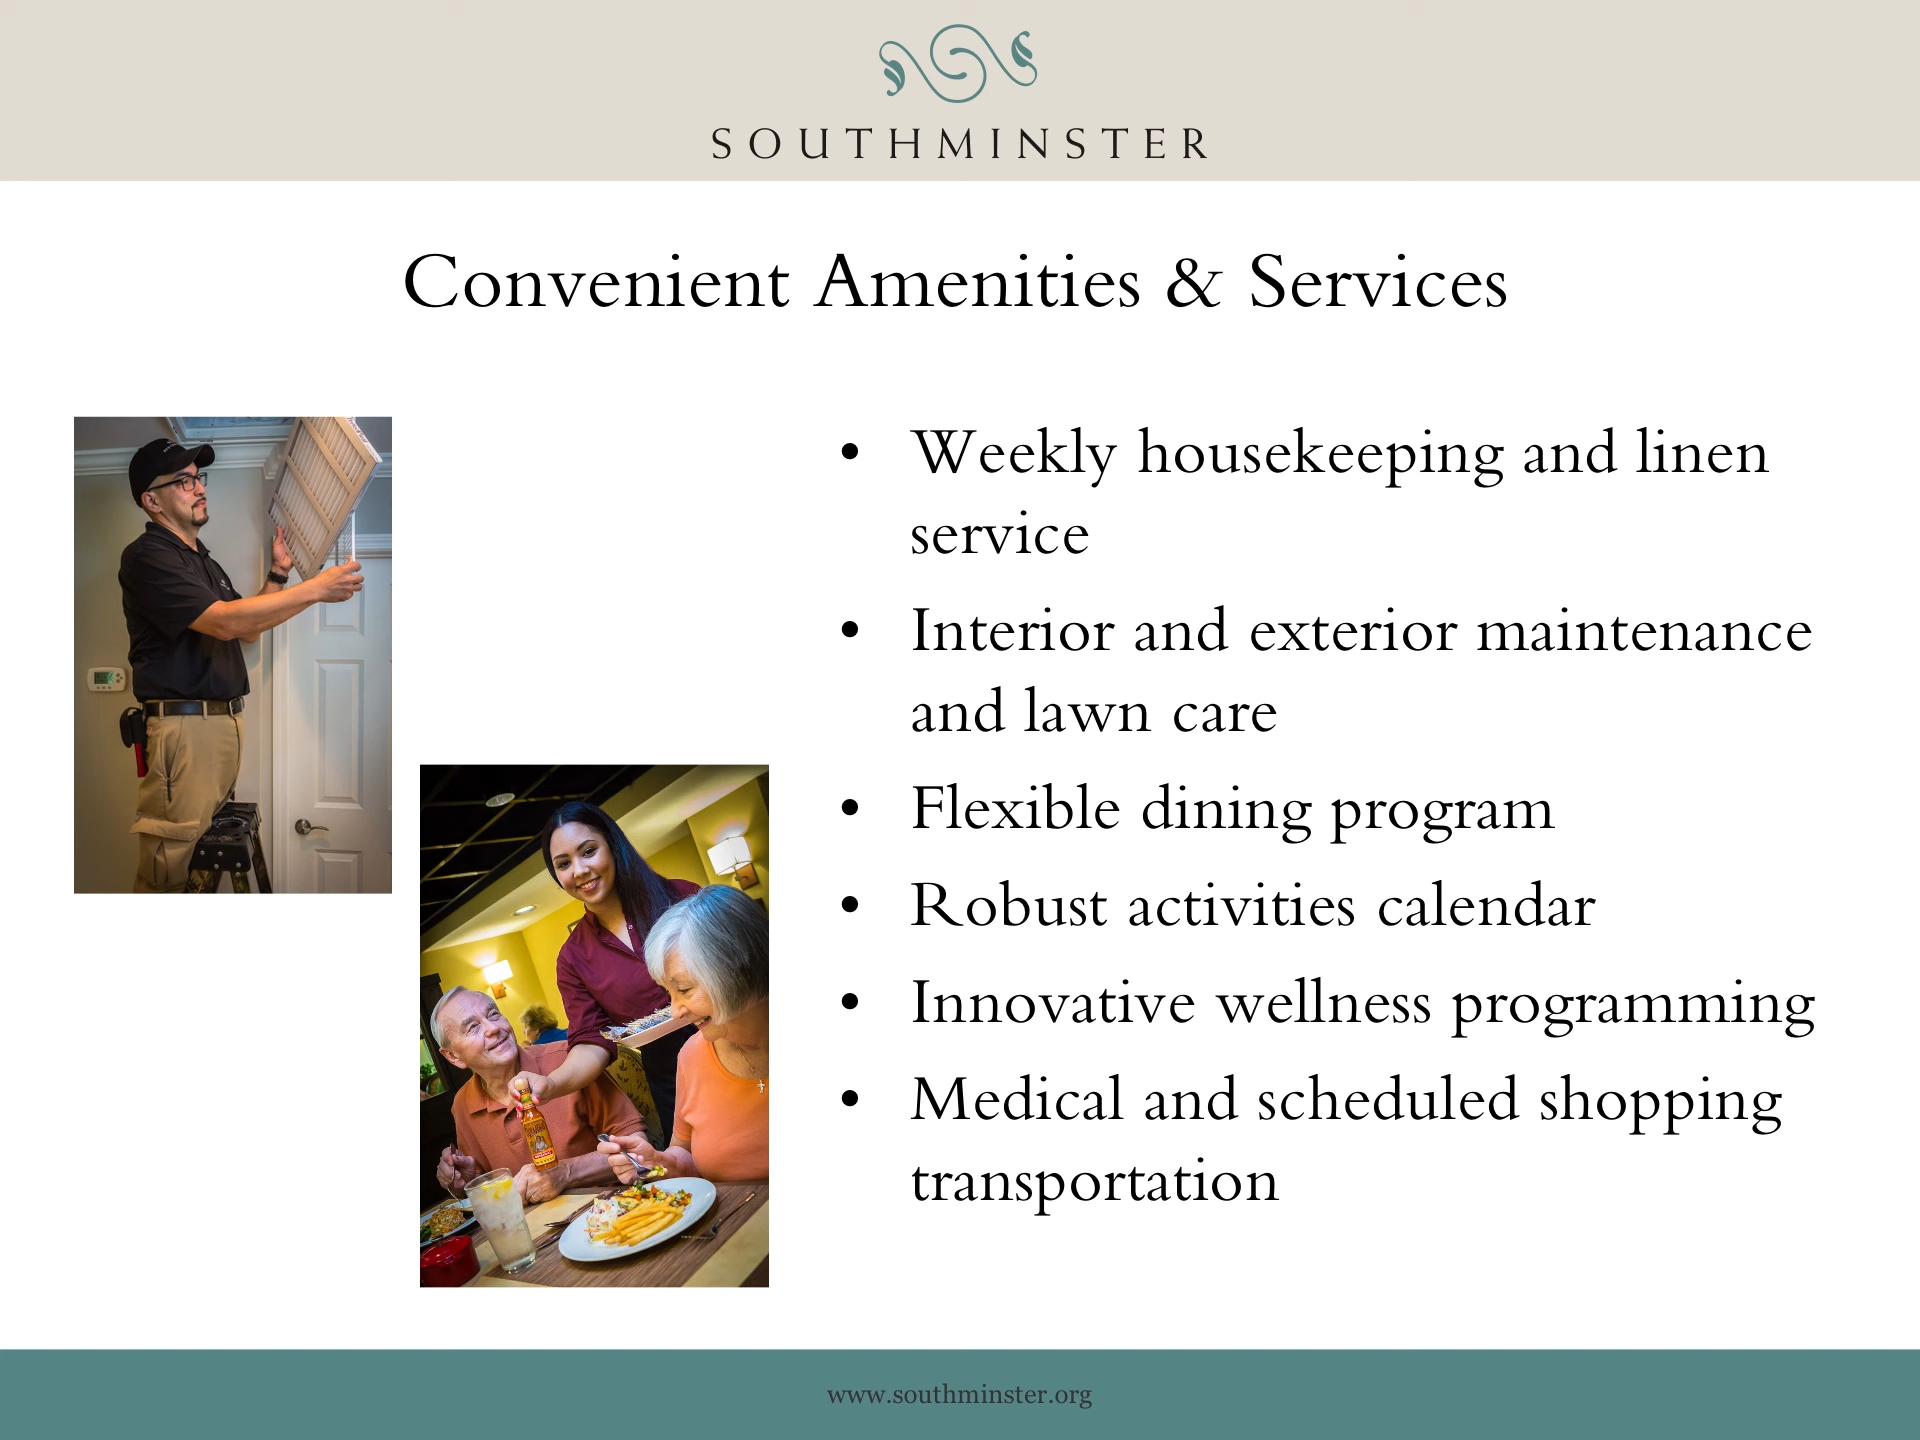 SOUTHMINSTER
Convenient Amenities & Services
• Weekly housekeeping and linen
service
• Interior and exterior maintenance
and lawn care
• Flexible dining program
• Robust activities calendar
• Innovative wellness programming
• Medical and scheduled shopping
transportation
www.southminster.org